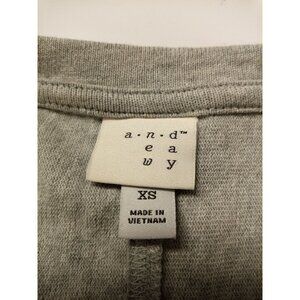 a·n·d™
e a
w y
XS
MADE IN
VIETNAM